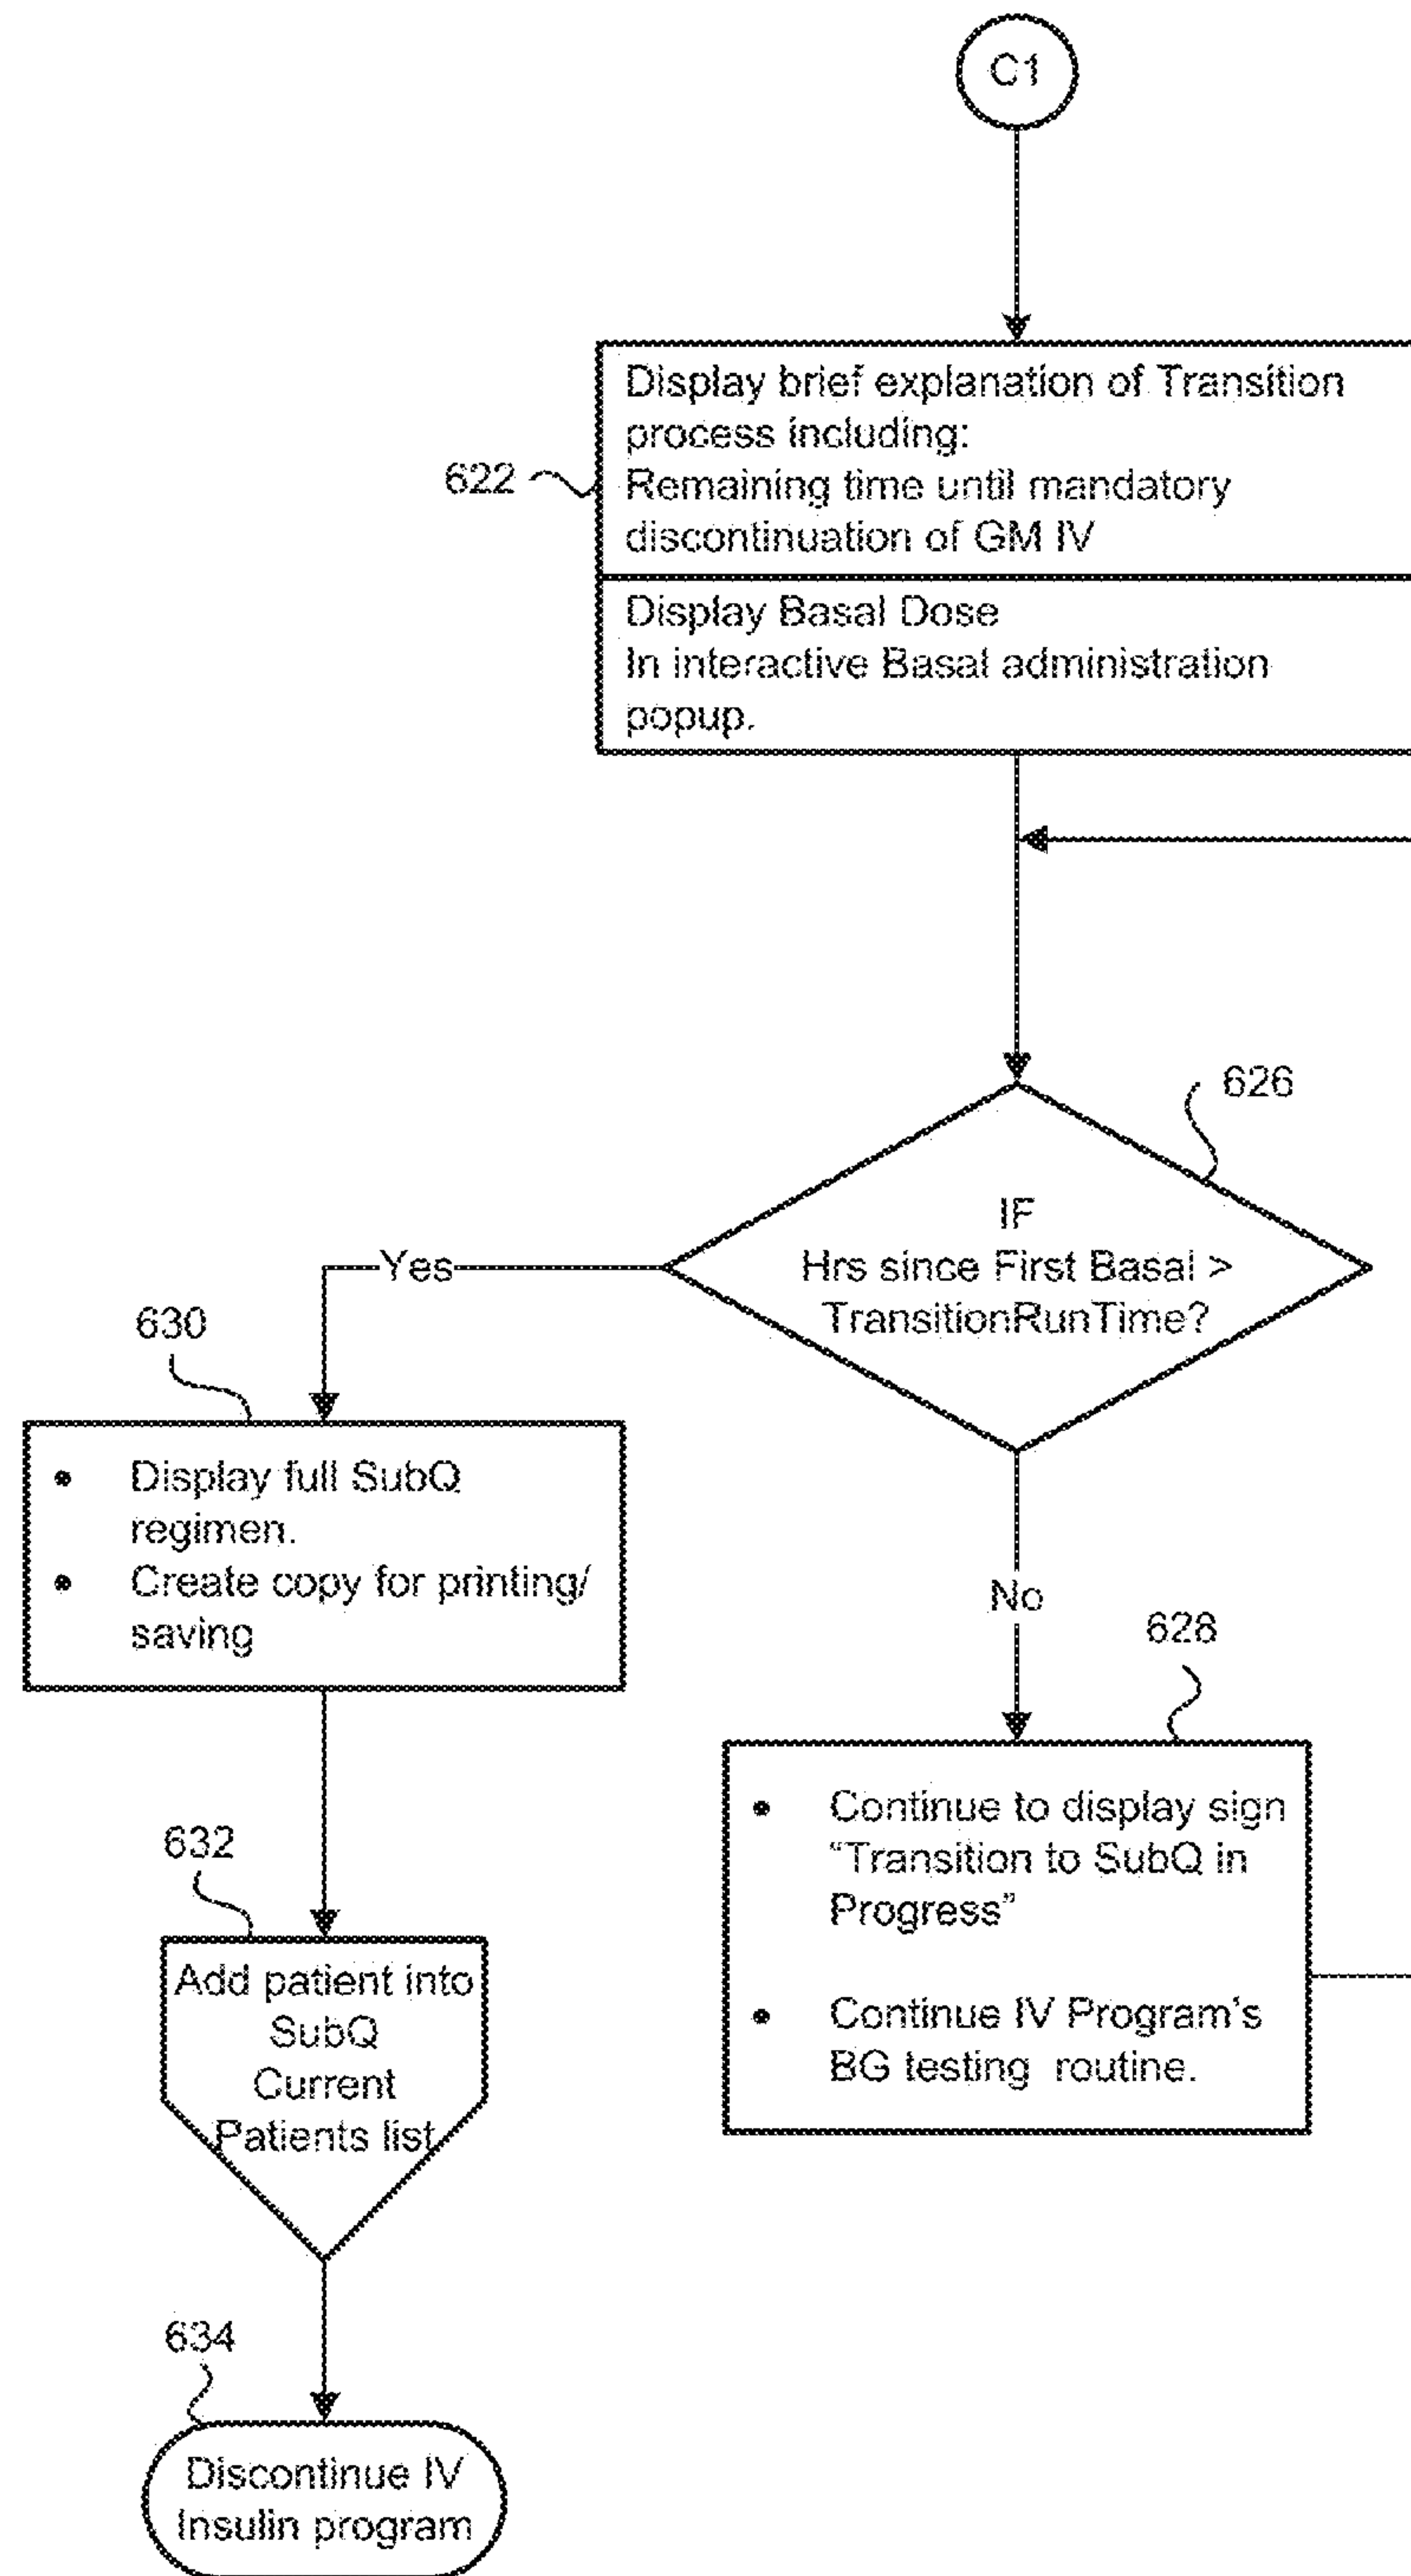 C1
Display brief explanation of Transition
process including:
622
Remaining time until mandatory
discontinuation of GM IV
Display Basal Dose
In interactive Basal administration
popup.
626
IF
Hrs since First Basal >
TransitionRunTime?
Yes
630
• Display full SubQ
regimen.
• Create copy for printing/
saving
No
628
• Continue to display sign
“Transition to SubQ in
Progress”
• Continue IV Program’s
BG testing routine.
632
Add patient into
SubQ
Current
Patients list
634
Discontinue IV
Insulin program